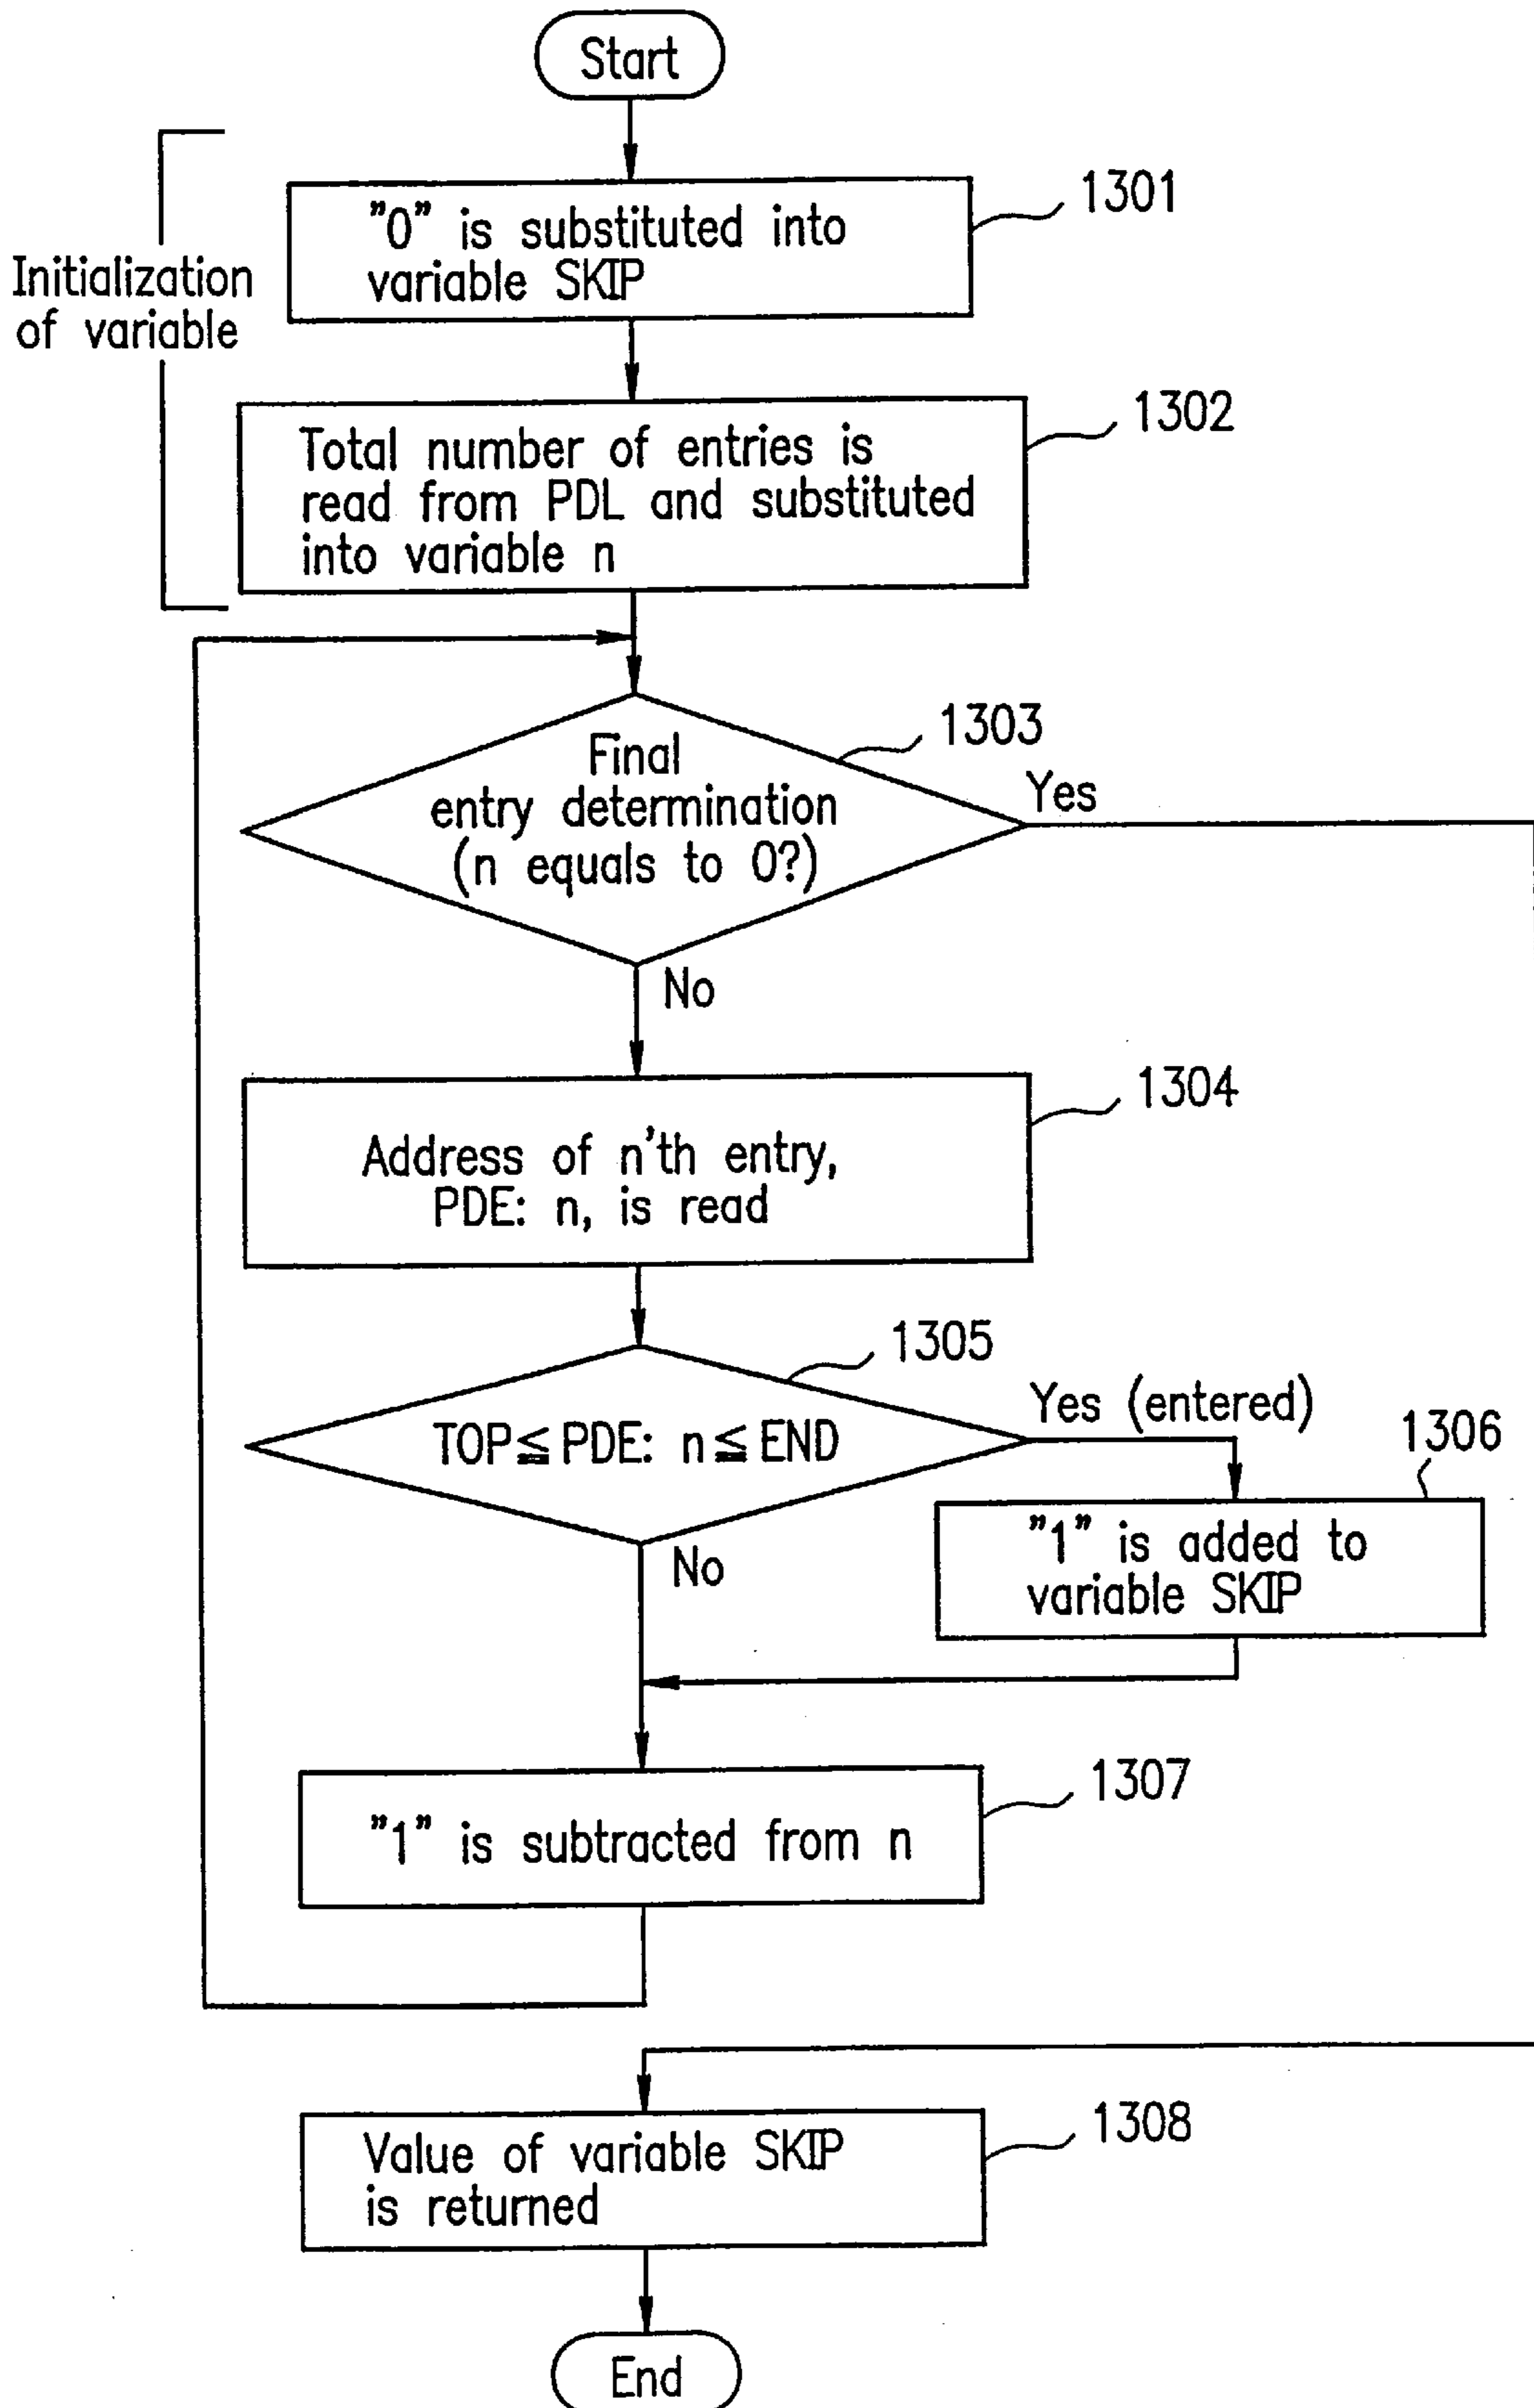 Start
Initialization
of variable
"0" is substituted into
variable SKIP
1301
Total number of entries is
read from PDL and substituted
into variable n
1302
Final
entry determination
(n equals to 0?)
1303
Yes
No
Address of n'th entry,
PDE: n, is read
1304
TOP≦PDE: n≦END
1305
Yes (entered)
No
"1" is added to
variable SKIP
1306
"1" is subtracted from n
1307
Value of variable SKIP
is returned
1308
End